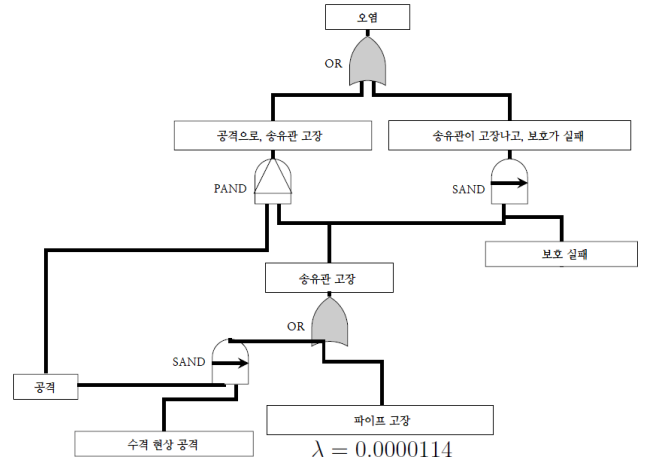 오염
OR
공격으로, 송유관 고장
송유관이 고장나고, 보호가 실패
PAND
SAND
보호 실패
송유관 고장
OR
SAND
공격
파이프 고장
수격 현상 공격
λ = 0.0000114